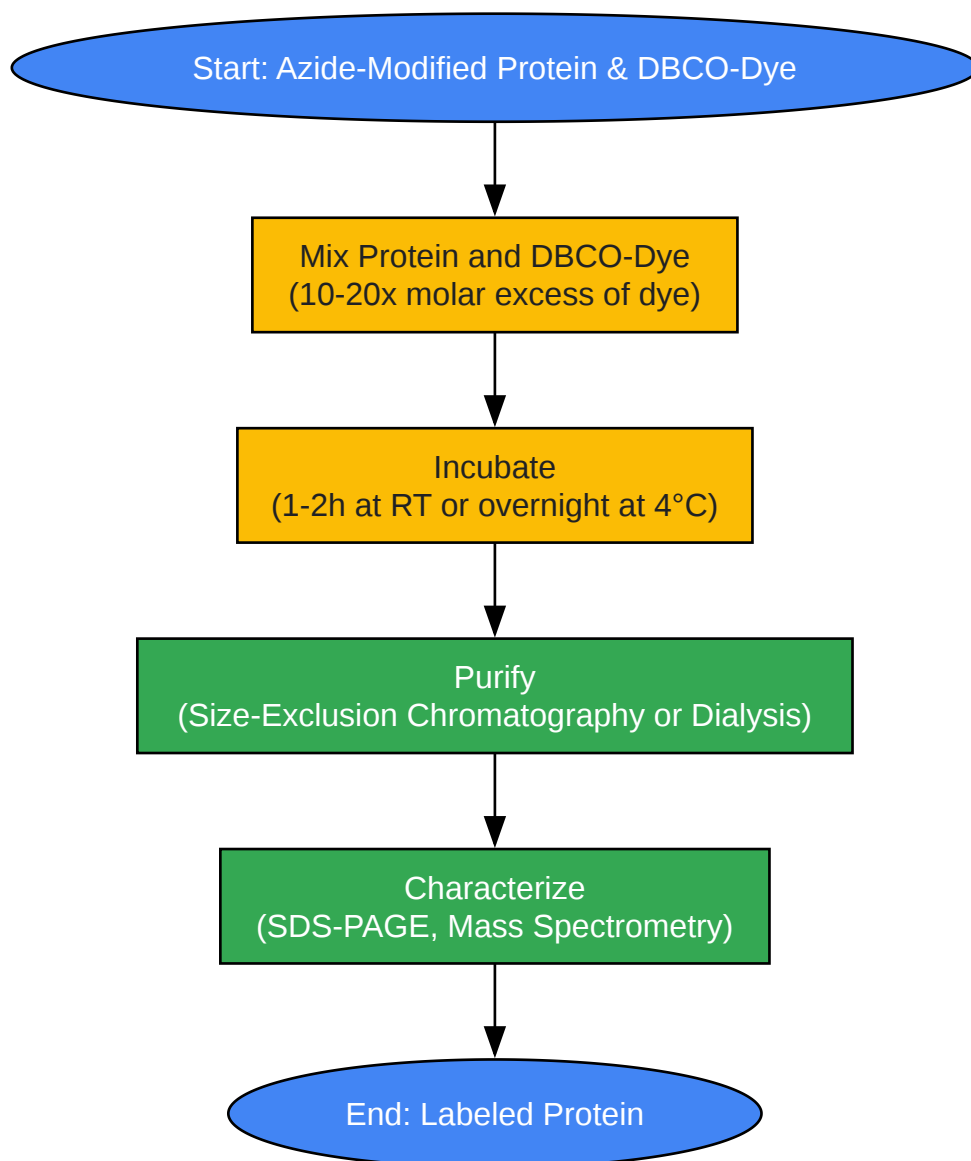 Start: Azide-Modified Protein & DBCO-Dye
Mix Protein and DBCO-Dye
(10-20x molar excess of dye)
Incubate
(1-2h at RT or overnight at 4°C)
Purify
(Size-Exclusion Chromatography or Dialysis)
Characterize
(SDS-PAGE, Mass Spectrometry)
End: Labeled Protein